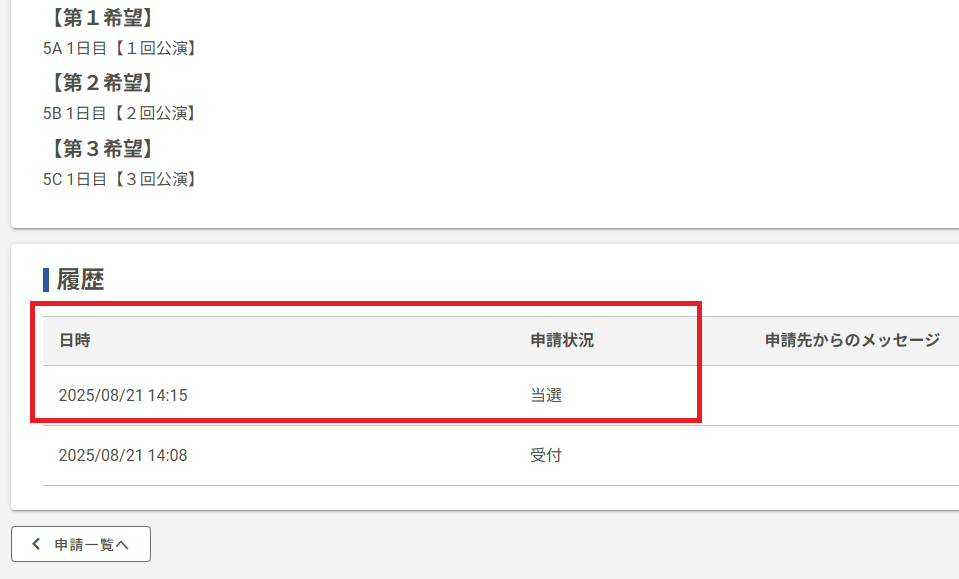 【第１希望】
5A 1日目【１回公演】
【第２希望】
5B 1日目【２回公演】
【第３希望】
5C 1日目【３回公演】
履歴
日時 申請状況 申請先からのメッセージ
2025/08/21 14:15 当選
2025/08/21 14:08 受付
申請一覧へ